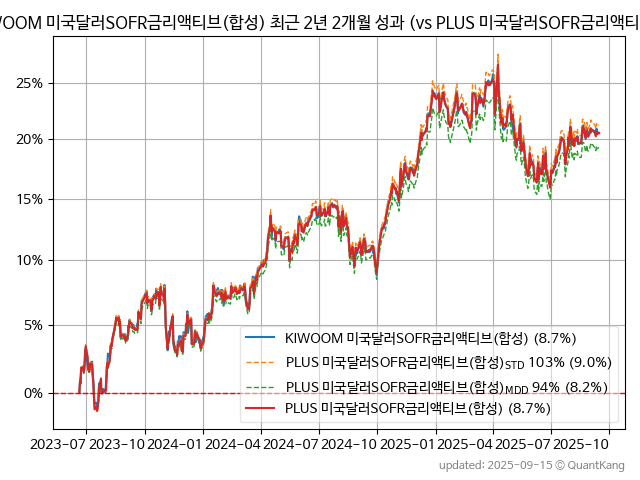 WOOM 미국달러SOFR금리액티브(합성) 최근 2년 2개월 성과 (vs PLUS 미국달러SOFR금리액티
25%
20%
15%
10%
5%
0%
KIWOOM 미국달러SOFR금리액티브(합성) (8.7%)
PLUS 미국달러SOFR금리액티브(합성)STD 103% (9.0%)
PLUS 미국달러SOFR금리액티브(합성)MDD 94% (8.2%)
PLUS 미국달러SOFR금리액티브(합성) (8.7%)
2023-07 2023-10 2024-01 2024-04 2024-07 2024-10 2025-01 2025-04 2025-07 2025-10
updated: 2025-09-15 © QuantKang